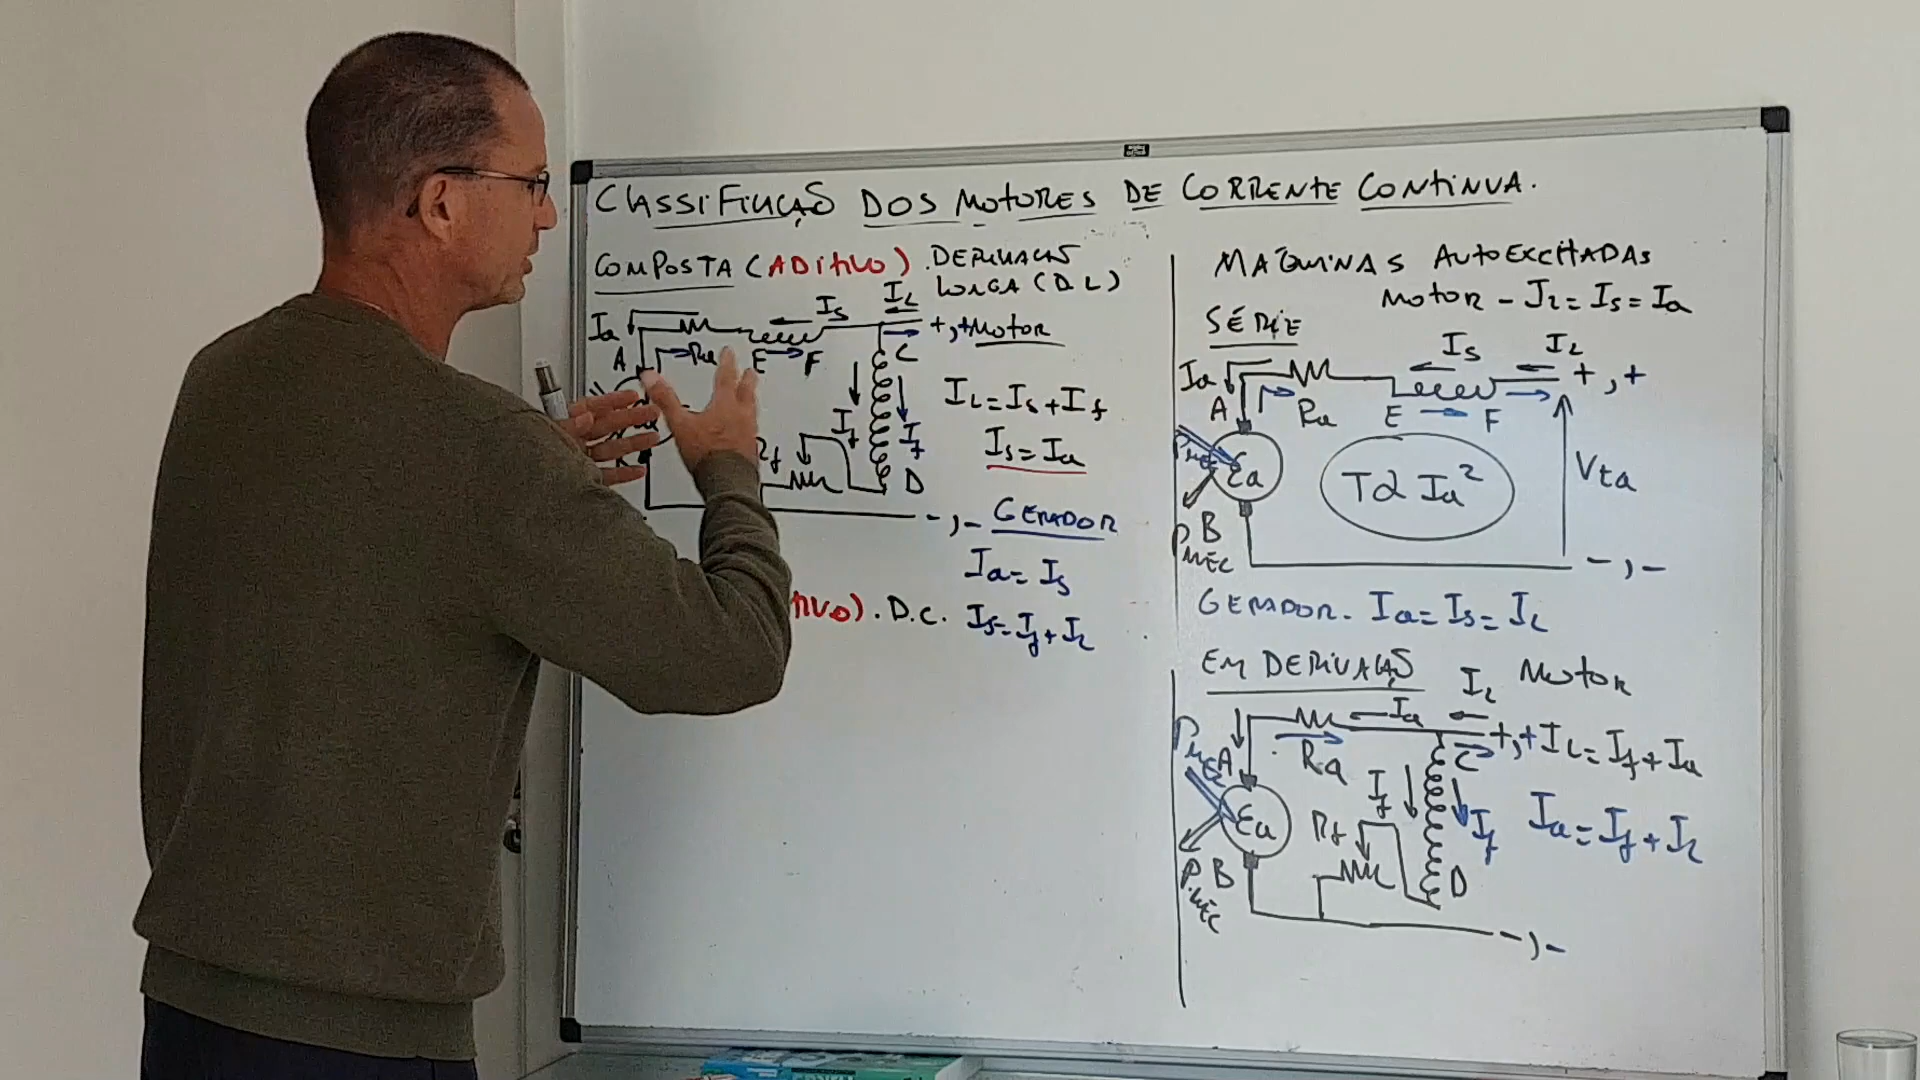 CLASSIFICAÇÃO DOS MOTORES DE CORRENTE CONTINUA.
COMPOSTA (ADITIVO). DERIVAÇÃO
LONGA (D L)
Ia Is IL
+,+ Motor
A Ra E F C
IL = Is + If
If If
Is = Ia
Rf D
-,- GERADOR
Ia = Is
TIVO). D.C. Is = If + IL
MÁQUINAS AUTOEXCITADAS
Motor - IL = Is = Ia
SÉRIE
Is IL
Ia +,+
A Ra E F
Ea T α Ia² Vta
B
PMEC -,-
GERADOR. Ia = Is = IL
EM DERIVAÇÃO Motor
IL
Ia
PMEC A Ra C +,+ IL = If + Ia
If
Ea Rf If Ia = If + IL
P.MEC B D
-,-